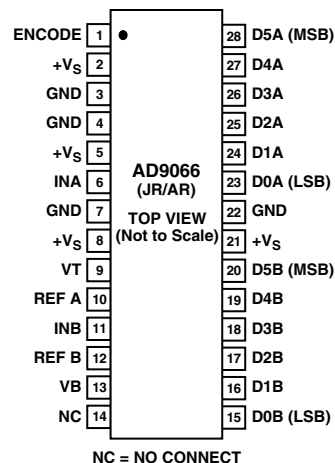 ENCODE 1 28 D5A (MSB)
+VS 2 27 D4A
GND 3 26 D3A
GND 4 25 D2A
+VS 5 24 D1A
INA 6 AD9066 23 D0A (LSB)
(JR/AR)
GND 7 TOP VIEW 22 GND
+VS 8 (Not to Scale) 21 +VS
VT 9 20 D5B (MSB)
REF A 10 19 D4B
INB 11 18 D3B
REF B 12 17 D2B
VB 13 16 D1B
NC 14 15 D0B (LSB)
NC = NO CONNECT